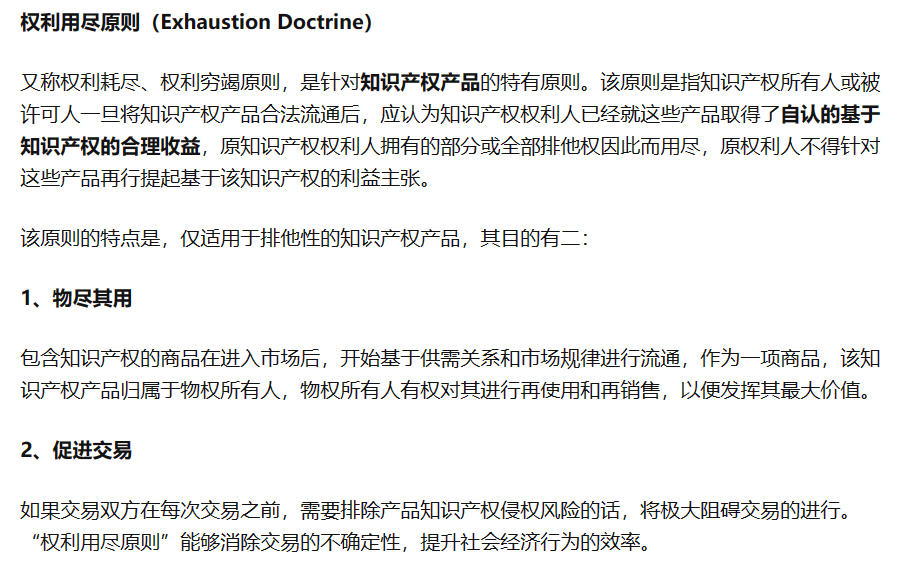 权利用尽原则（Exhaustion Doctrine）
又称权利耗尽、权利穷竭原则，是针对知识产权产品的特有原则。该原则是指知识产权所有人或被
许可人一旦将知识产权产品合法流通后，应认为知识产权权利人已经就这些产品取得了自认的基于
知识产权的合理收益，原知识产权权利人拥有的部分或全部排他权因此而用尽，原权利人不得针对
这些产品再行提起基于该知识产权的利益主张。
该原则的特点是，仅适用于排他性的知识产权产品，其目的有二：
1、物尽其用
包含知识产权的商品在进入市场后，开始基于供需关系和市场规律进行流通，作为一项商品，该知
识产权产品归属于物权所有人，物权所有人有权对其进行再使用和再销售，以便发挥其最大价值。
2、促进交易
如果交易双方在每次交易之前，需要排除产品知识产权侵权风险的话，将极大阻碍交易的进行。
“权利用尽原则”能够消除交易的不确定性，提升社会经济行为的效率。